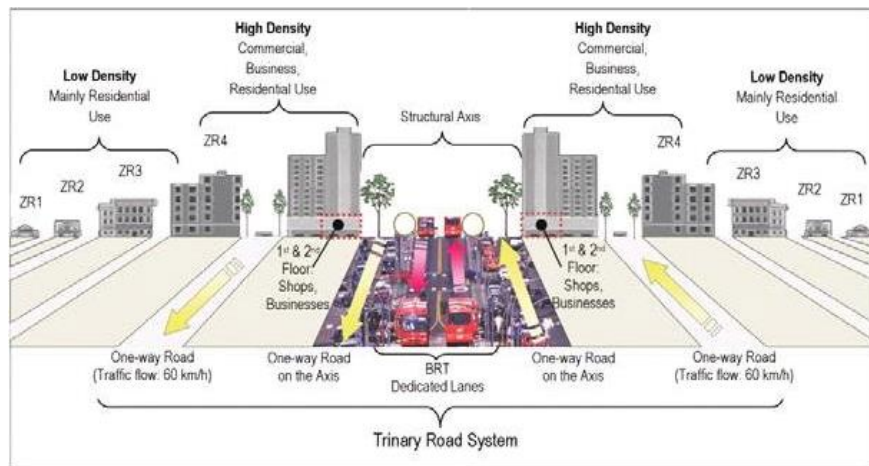 High Density
Commercial,
Business,
Residential Use
High Density
Commercial,
Business,
Residential Use
Low Density
Mainly Residential
Use
Low Density
Mainly Residential
Use
Structural Axis
ZR4
ZR4
ZR3
ZR2
ZR1
ZR3
ZR2
ZR1
1st & 2nd
Floor:
Shops,
Businesses
1st & 2nd
Floor:
Shops,
Businesses
One-way Road
(Traffic flow: 60 km/h)
One-way Road
on the Axis
BRT
Dedicated Lanes
One-way Road
on the Axis
One-way Road
(Traffic flow: 60 km/h)
Trinary Road System